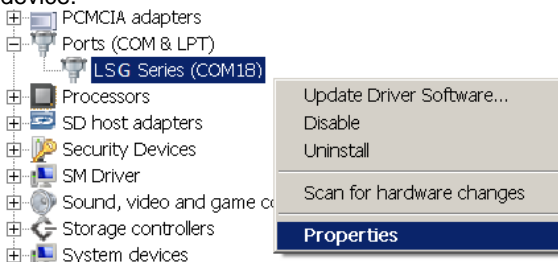 device.
PCMCIA adapters
Ports (COM & LPT)
LSG Series (COM18)
Processors
SD host adapters
Security Devices
SM Driver
Sound, video and game co
Storage controllers
System devices
Update Driver Software...
Disable
Uninstall
Scan for hardware changes
Properties